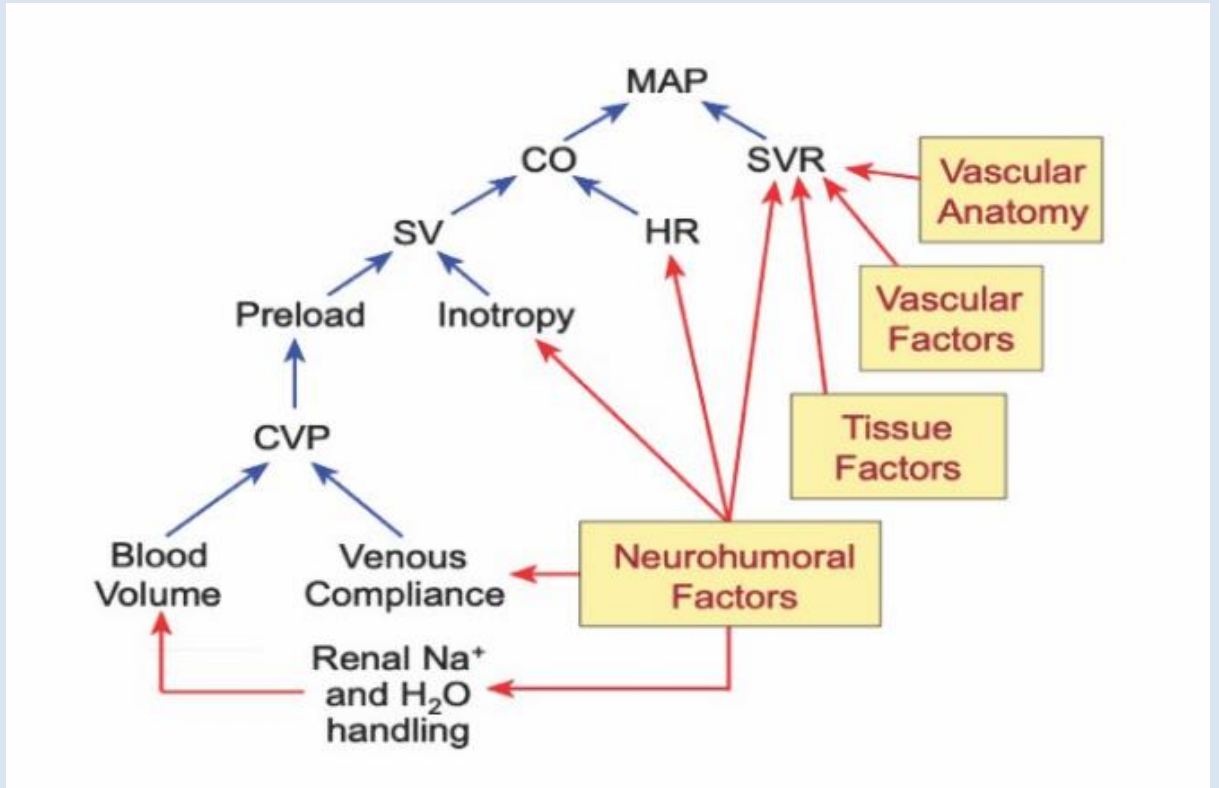 MAP
CO
SVR
Vascular
Anatomy
SV
HR
Vascular
Factors
Preload
Inotropy
Tissue
Factors
CVP
Blood
Volume
Venous
Compliance
Neurohumoral
Factors
Renal Na⁺
and H₂O
handling